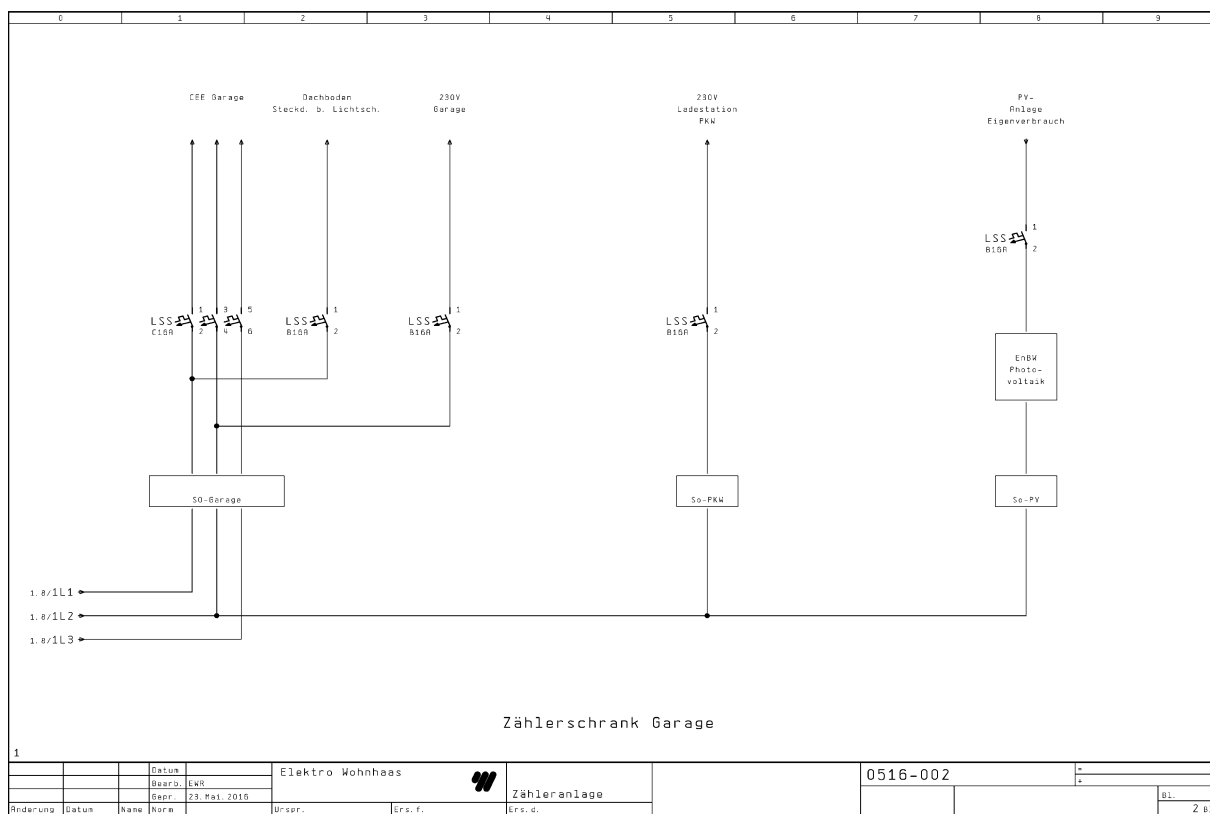 0 1 2 3 4 5 6 7 8 9
CEE Garage
Dachboden
Steckd. b. Lichtsch.
230V
Garage
230V
Ladestation
PKW
PV-
Anlage
Eigenverbrauch
LSS
B16A
1
2
LSS
C16A
1
2
3
4
5
6
LSS
B16A
1
2
LSS
B16A
1
2
LSS
B16A
1
2
EnBW
Photo-
voltaik
SO-Garage
So-PKW
So-PV
1.8/1L1
1.8/1L2
1.8/1L3
Zählerschrank Garage
1
Datum
Bearb. EWR
Gepr. 23.Mai.2016
Änderung Datum Name Norm
Elektro Wohnhaas
Urspr. Ers.f. Ers.d.
Zähleranlage
0516-002
=
+
Bl.
2 B